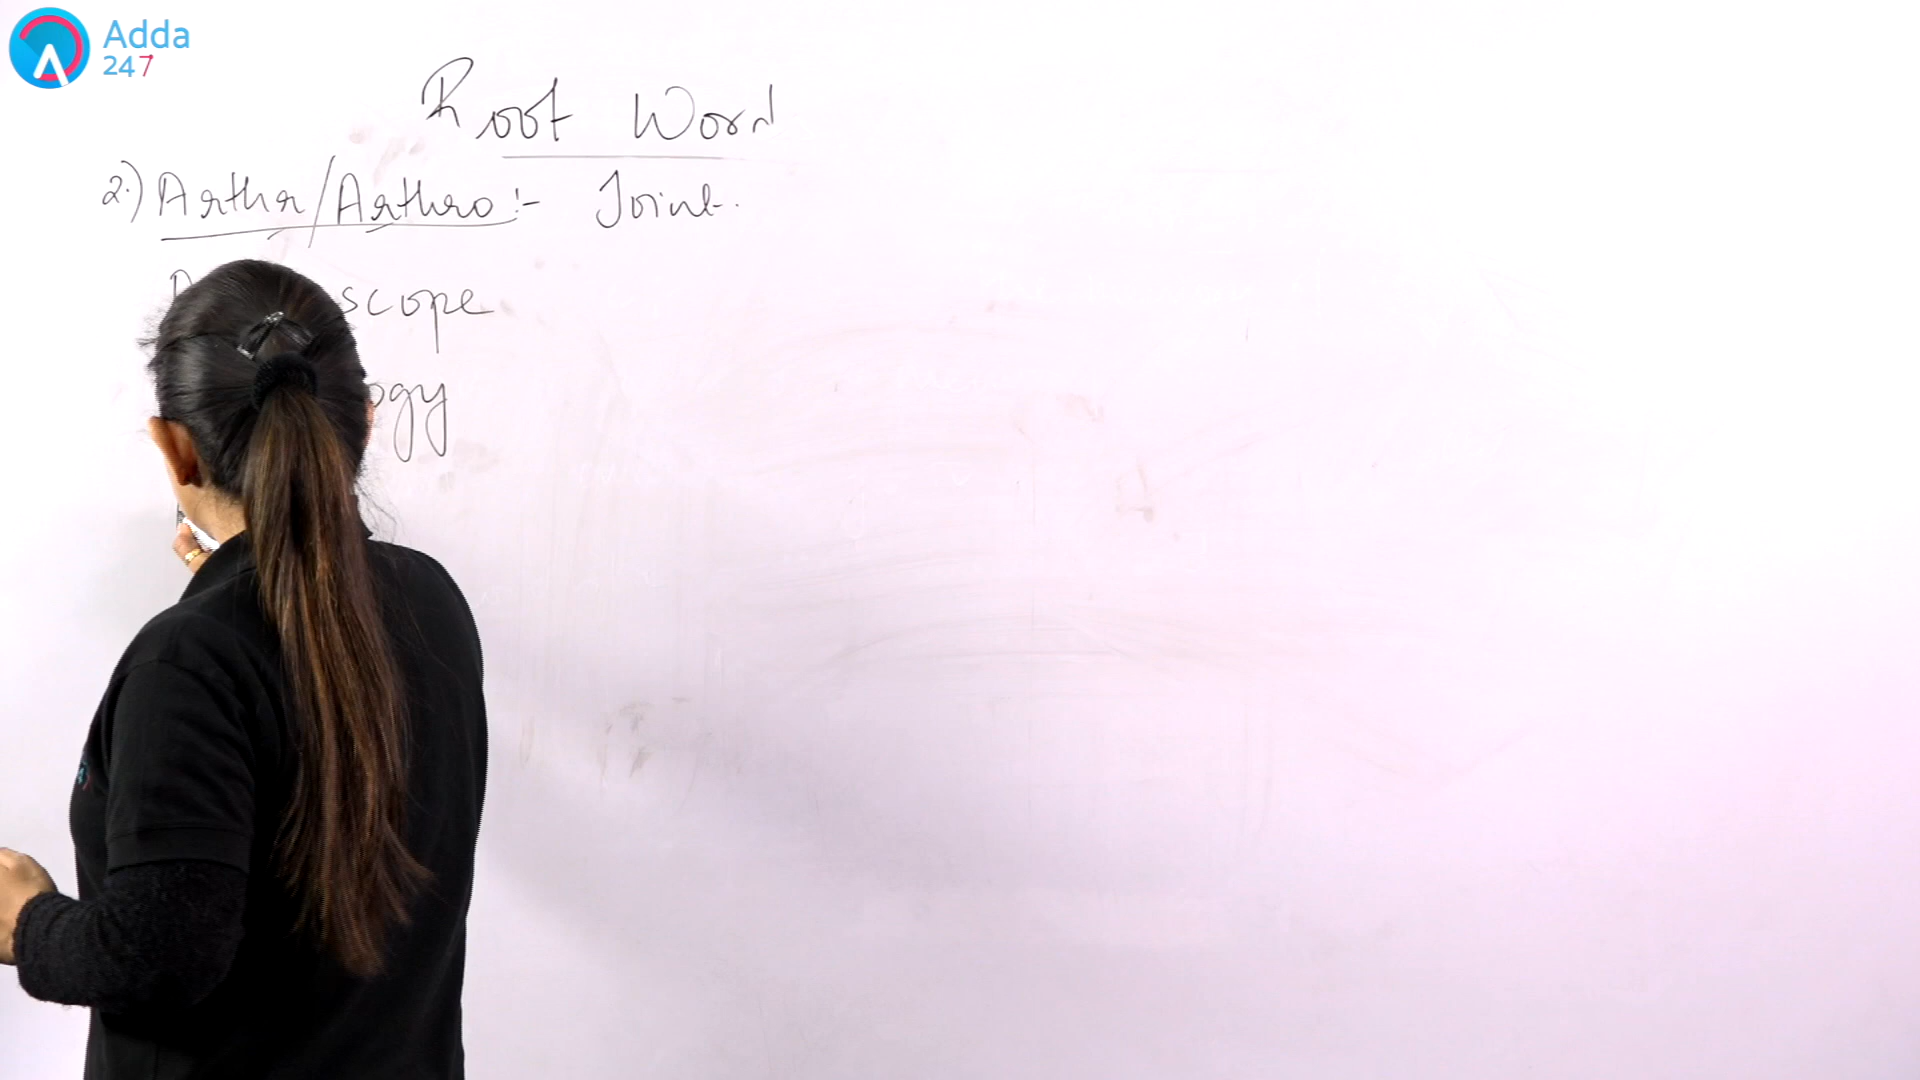 Adda
247
Root Word
2.) Arthr/Arthro :- Joint.
scope
ogy